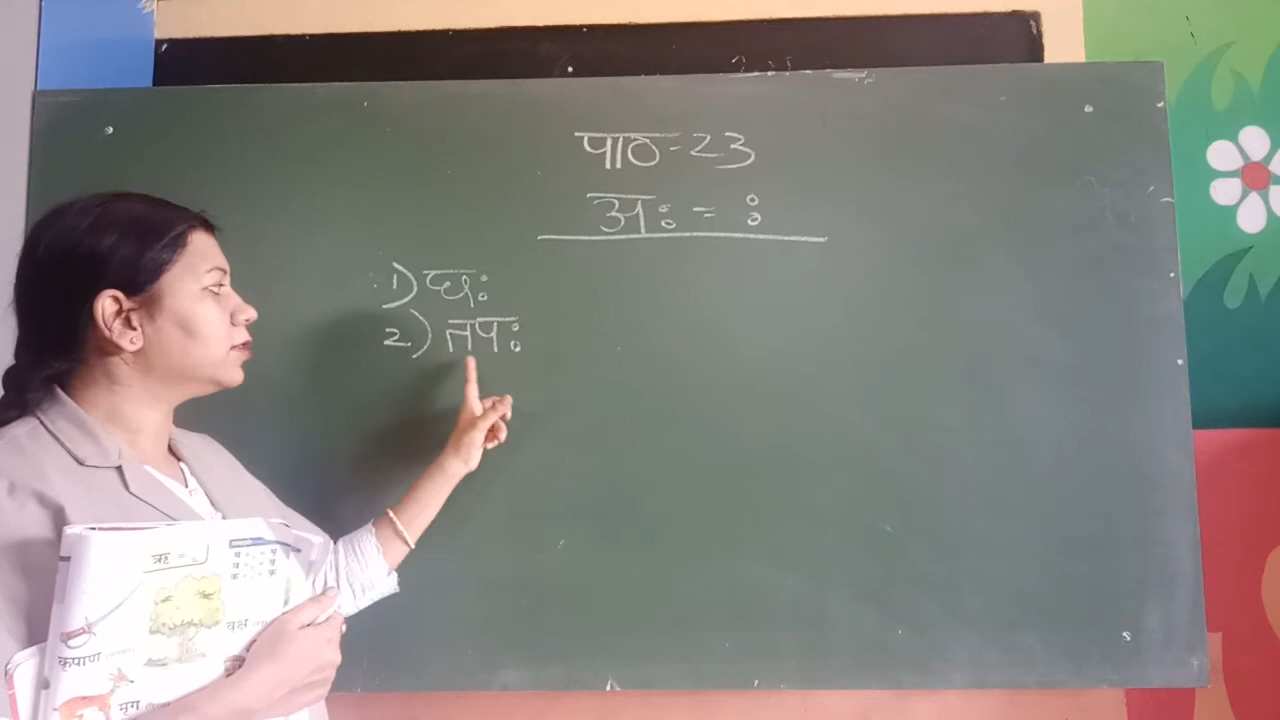 पाठ-23
अः = ः
1) छः
2) तपः
ऋ = ृ
कृपाण
वृक्ष
मृग